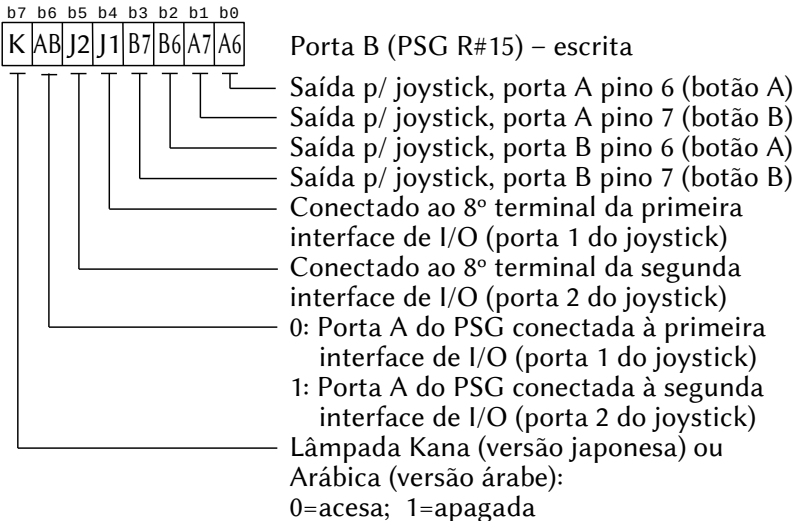 b7 b6 b5 b4 b3 b2 b1 b0
K AB J2 J1 B7 B6 A7 A6 Porta B (PSG R#15) – escrita
Saída p/ joystick, porta A pino 6 (botão A)
Saída p/ joystick, porta A pino 7 (botão B)
Saída p/ joystick, porta B pino 6 (botão A)
Saída p/ joystick, porta B pino 7 (botão B)
Conectado ao 8º terminal da primeira
interface de I/O (porta 1 do joystick)
Conectado ao 8º terminal da segunda
interface de I/O (porta 2 do joystick)
0: Porta A do PSG conectada à primeira
interface de I/O (porta 1 do joystick)
1: Porta A do PSG conectada à segunda
interface de I/O (porta 2 do joystick)
Lâmpada Kana (versão japonesa) ou
Arábica (versão árabe):
0=acesa; 1=apagada